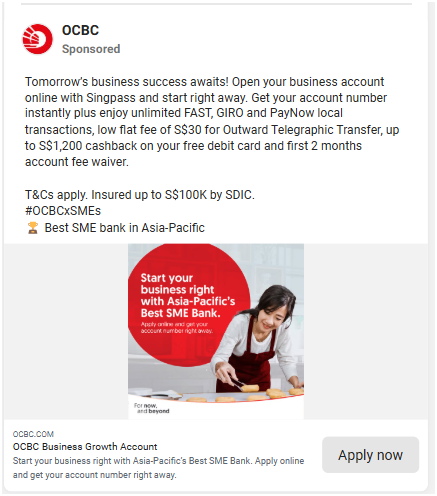 OCBC
Sponsored
Tomorrow's business success awaits! Open your business account
online with Singpass and start right away. Get your account number
instantly plus enjoy unlimited FAST, GIRO and PayNow local
transactions, low flat fee of S$30 for Outward Telegraphic Transfer, up
to S$1,200 cashback on your free debit card and first 2 months
account fee waiver.
T&Cs apply. Insured up to S$100K by SDIC.
#OCBCxSMEs
🏆 Best SME bank in Asia-Pacific
Start your
business right
with Asia-Pacific's
Best SME Bank.
Apply online and get your
account number right away.
For now,
and beyond
OCBC.COM
OCBC Business Growth Account
Start your business right with Asia-Pacific's Best SME Bank. Apply online
and get your account number right away.
Apply now